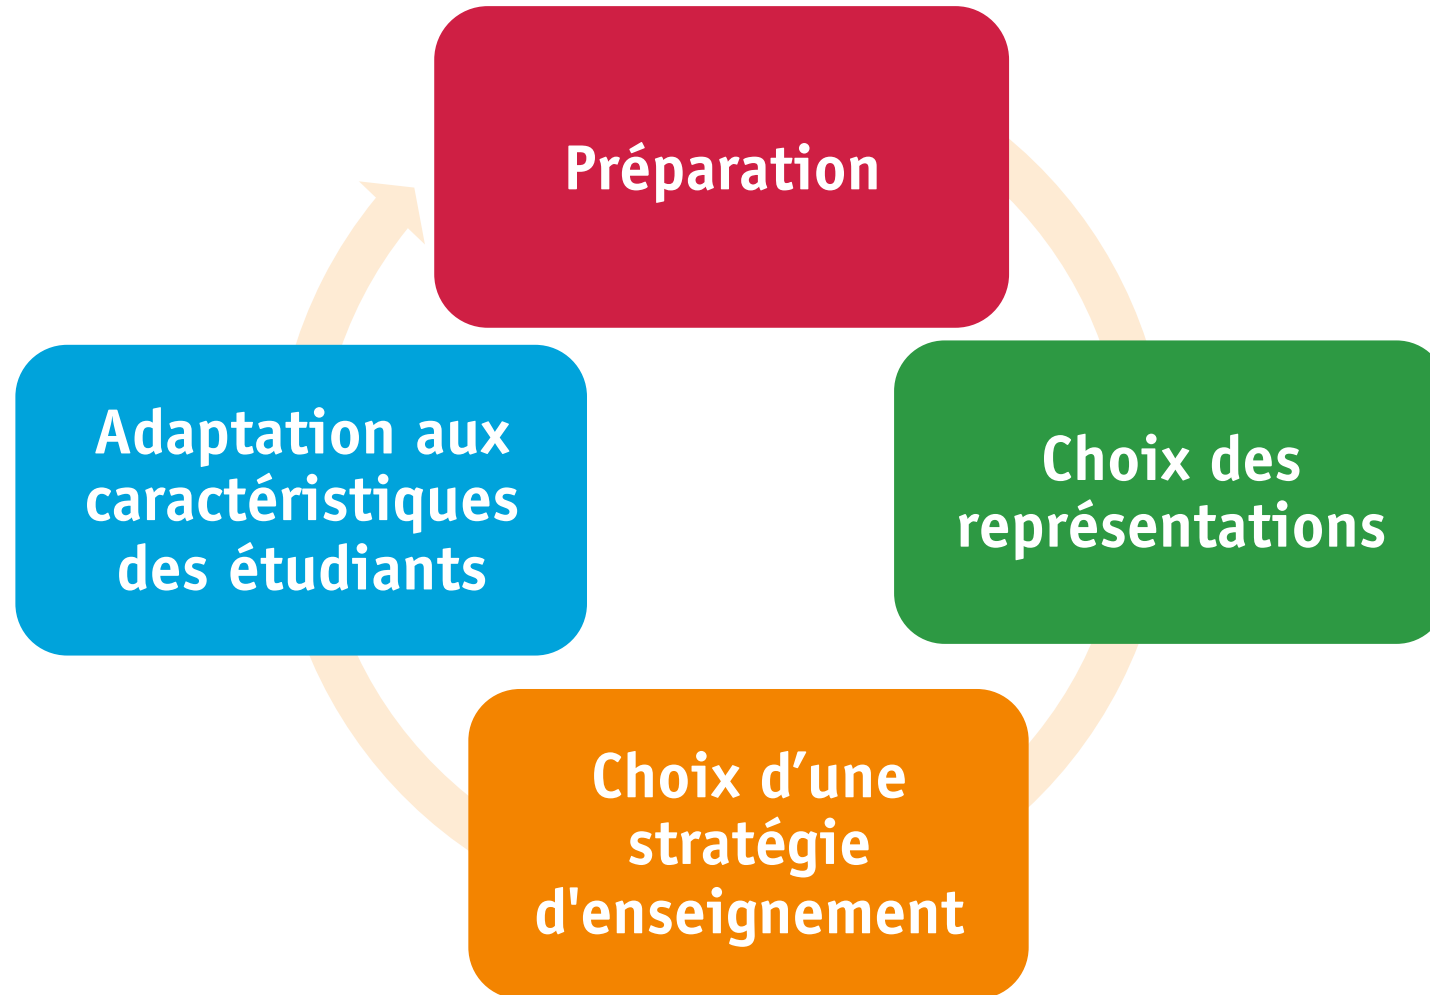 Préparation
Choix des
représentations
Choix d’une
stratégie
d'enseignement
Adaptation aux
caractéristiques
des étudiants